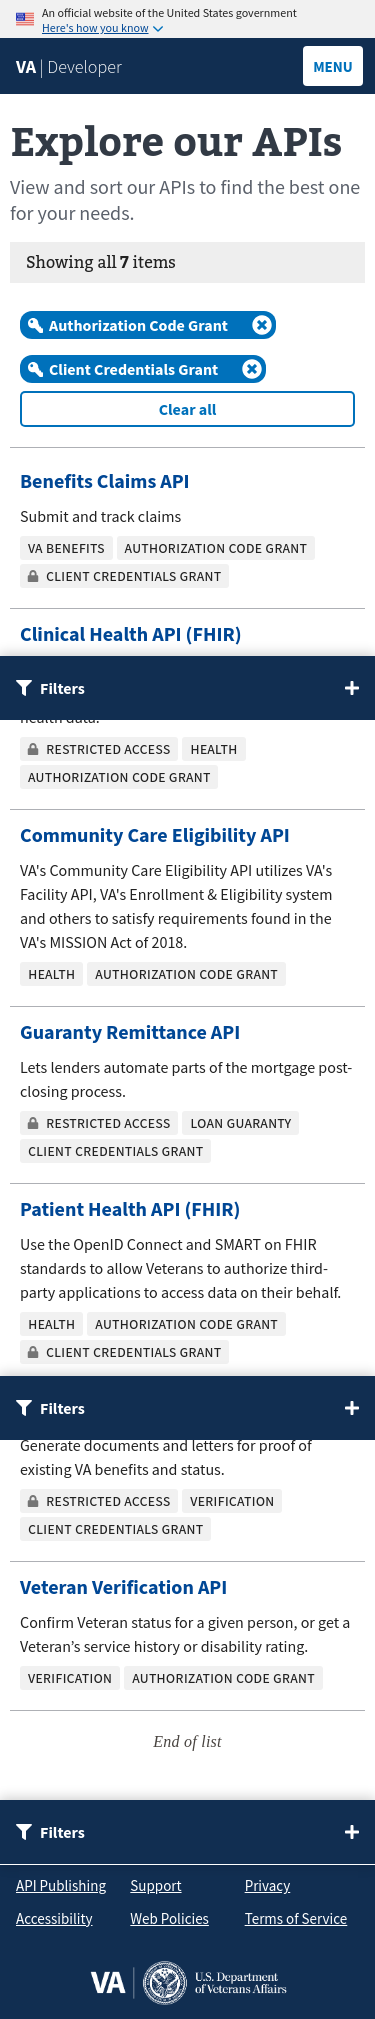 An official website of the United States government
Here's how you know
VA | Developer
MENU
Explore our APIs
View and sort our APIs to find the best one
for your needs.
Showing all 7 items
Authorization Code Grant
Client Credentials Grant
Clear all
Benefits Claims API
Submit and track claims
VA BENEFITS AUTHORIZATION CODE GRANT
CLIENT CREDENTIALS GRANT
Clinical Health API (FHIR)
Filters
health data.
RESTRICTED ACCESS HEALTH
AUTHORIZATION CODE GRANT
Community Care Eligibility API
VA's Community Care Eligibility API utilizes VA's
Facility API, VA's Enrollment & Eligibility system
and others to satisfy requirements found in the
VA's MISSION Act of 2018.
HEALTH AUTHORIZATION CODE GRANT
Guaranty Remittance API
Lets lenders automate parts of the mortgage post-
closing process.
RESTRICTED ACCESS LOAN GUARANTY
CLIENT CREDENTIALS GRANT
Patient Health API (FHIR)
Use the OpenID Connect and SMART on FHIR
standards to allow Veterans to authorize third-
party applications to access data on their behalf.
HEALTH AUTHORIZATION CODE GRANT
CLIENT CREDENTIALS GRANT
Filters
Generate documents and letters for proof of
existing VA benefits and status.
RESTRICTED ACCESS VERIFICATION
CLIENT CREDENTIALS GRANT
Veteran Verification API
Confirm Veteran status for a given person, or get a
Veteran’s service history or disability rating.
VERIFICATION AUTHORIZATION CODE GRANT
End of list
Filters
API Publishing Support Privacy
Accessibility Web Policies Terms of Service
VA U.S. Department
of Veterans Affairs